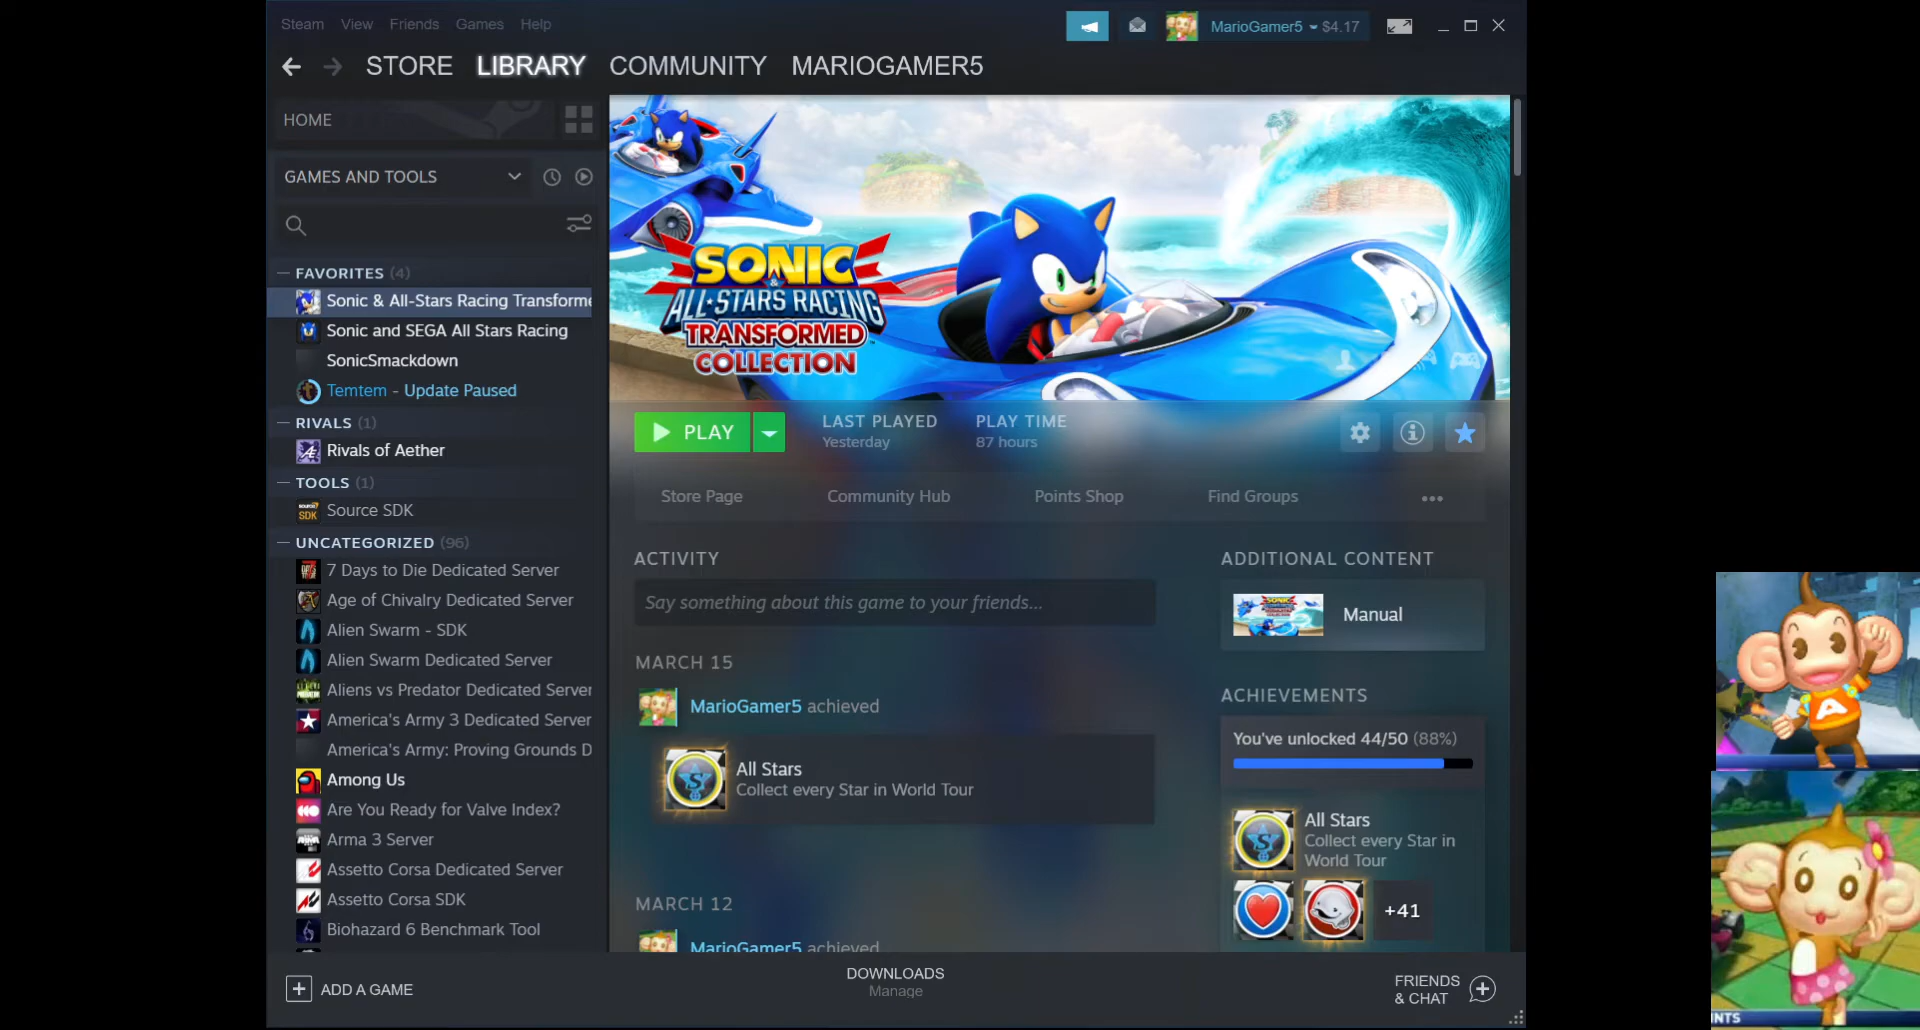 Steam View Friends Games Help
MarioGamer5 $4.17
STORE LIBRARY COMMUNITY MARIOGAMER5
HOME
GAMES AND TOOLS
FAVORITES (4)
Sonic & All-Stars Racing Transforme
Sonic and SEGA All Stars Racing
SonicSmackdown
Temtem - Update Paused
RIVALS (1)
Rivals of Aether
TOOLS (1)
Source SDK
UNCATEGORIZED (96)
7 Days to Die Dedicated Server
Age of Chivalry Dedicated Server
Alien Swarm - SDK
Alien Swarm Dedicated Server
Aliens vs Predator Dedicated Server
America's Army 3 Dedicated Server
America's Army: Proving Grounds D
Among Us
Are You Ready for Valve Index?
Arma 3 Server
Assetto Corsa Dedicated Server
Assetto Corsa SDK
Biohazard 6 Benchmark Tool
SONIC
&
ALL★STARS RACING
TRANSFORMED™
COLLECTION
PLAY
LAST PLAYED
Yesterday
PLAY TIME
87 hours
Store Page Community Hub Points Shop Find Groups
ACTIVITY
Say something about this game to your friends...
MARCH 15
MarioGamer5 achieved
All Stars
Collect every Star in World Tour
MARCH 12
MarioGamer5 achieved
ADDITIONAL CONTENT
Manual
ACHIEVEMENTS
You've unlocked 44/50 (88%)
All Stars
Collect every Star in
World Tour
+41
ADD A GAME
DOWNLOADS
Manage
FRIENDS
& CHAT
A
INTS